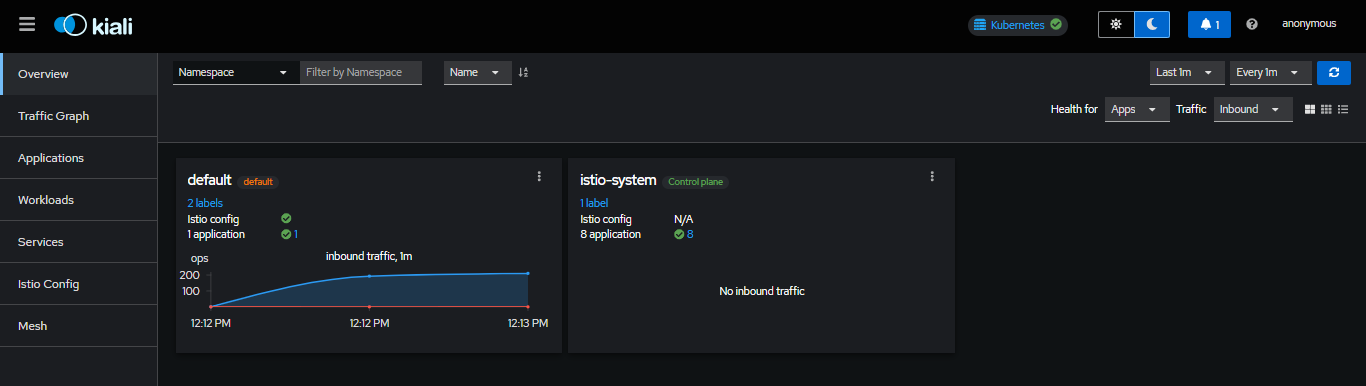 kiali
Kubernetes
1
anonymous
Overview
Traffic Graph
Applications
Workloads
Services
Istio Config
Mesh
Namespace
Filter by Namespace
Name
Last 1m
Every 1m
Health for
Apps
Traffic
Inbound
default default
2 labels
Istio config
1 application 1
inbound traffic, 1m
ops
200
100
12:12 PM 12:12 PM 12:13 PM
istio-system Control plane
1 label
Istio config N/A
8 application 8
No inbound traffic